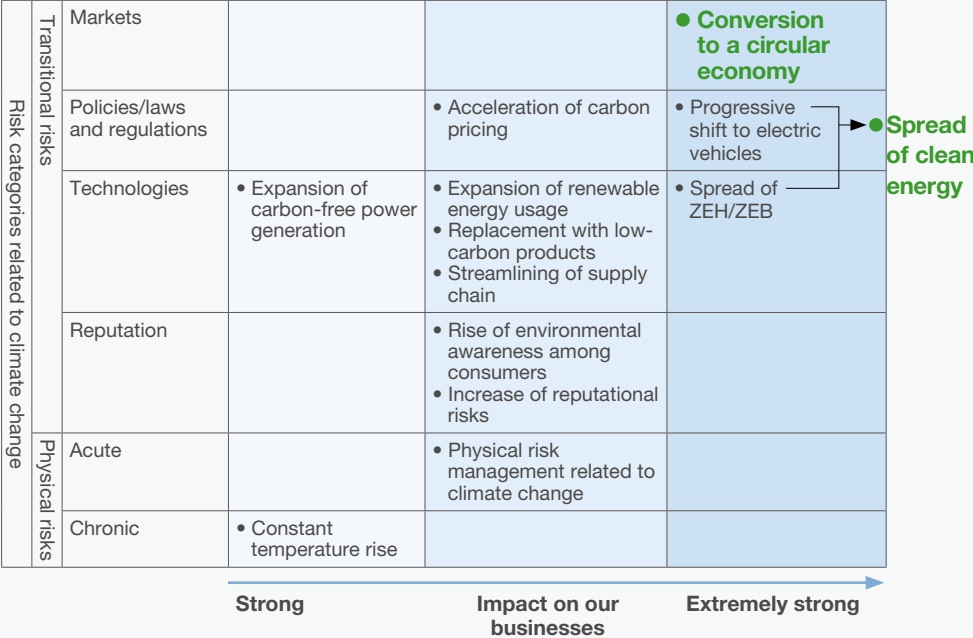 Risk categories related to climate change
Transitional risks
Markets
• Conversion
to a circular
economy
Policies/laws
and regulations
• Acceleration of carbon
pricing
• Progressive
shift to electric
vehicles
• Spread
of clean
energy
Technologies
• Expansion of
carbon-free power
generation
• Expansion of renewable
energy usage
• Replacement with low-
carbon products
• Streamlining of supply
chain
• Spread of
ZEH/ZEB
Reputation
• Rise of environmental
awareness among
consumers
• Increase of reputational
risks
Physical risks
Acute
• Physical risk
management related to
climate change
Chronic
• Constant
temperature rise
Strong
Impact on our
businesses
Extremely strong